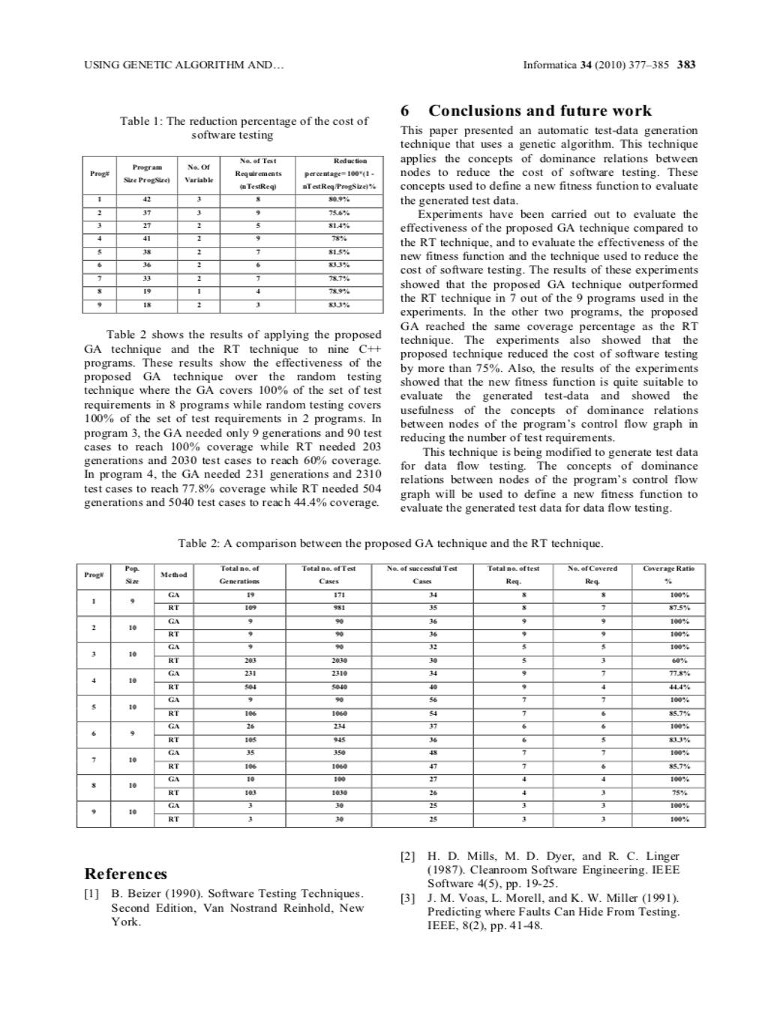 USING GENETIC ALGORITHM AND…
Informatica 34 (2010) 377–385 383
Table 1: The reduction percentage of the cost of
software testing
Prog# Program Size ProgSize) No. Of Variable No. of Test Requirements (nTestReq) Reduction percentage=100*(1 - nTestReq/ProgSize)%
1 42 3 8 80.9%
2 37 3 9 75.6%
3 27 2 5 81.4%
4 41 2 9 78%
5 38 2 7 81.5%
6 36 2 6 83.3%
7 33 2 7 78.7%
8 19 1 4 78.9%
9 18 2 3 83.3%
Table 2 shows the results of applying the proposed
GA technique and the RT technique to nine C++
programs. These results show the effectiveness of the
proposed GA technique over the random testing
technique where the GA covers 100% of the set of test
requirements in 8 programs while random testing covers
100% of the set of test requirements in 2 programs. In
program 3, the GA needed only 9 generations and 90 test
cases to reach 100% coverage while RT needed 203
generations and 2030 test cases to reach 60% coverage.
In program 4, the GA needed 231 generations and 2310
test cases to reach 77.8% coverage while RT needed 504
generations and 5040 test cases to reach 44.4% coverage.
6 Conclusions and future work
This paper presented an automatic test-data generation
technique that uses a genetic algorithm. This technique
applies the concepts of dominance relations between
nodes to reduce the cost of software testing. These
concepts used to define a new fitness function to evaluate
the generated test data.
Experiments have been carried out to evaluate the
effectiveness of the proposed GA technique compared to
the RT technique, and to evaluate the effectiveness of the
new fitness function and the technique used to reduce the
cost of software testing. The results of these experiments
showed that the proposed GA technique outperformed
the RT technique in 7 out of the 9 programs used in the
experiments. In the other two programs, the proposed
GA reached the same coverage percentage as the RT
technique. The experiments also showed that the
proposed technique reduced the cost of software testing
by more than 75%. Also, the results of the experiments
showed that the new fitness function is quite suitable to
evaluate the generated test-data and showed the
usefulness of the concepts of dominance relations
between nodes of the program's control flow graph in
reducing the number of test requirements.
This technique is being modified to generate test data
for data flow testing. The concepts of dominance
relations between nodes of the program's control flow
graph will be used to define a new fitness function to
evaluate the generated test data for data flow testing.
Table 2: A comparison between the proposed GA technique and the RT technique.
Prog# Pop. Size Method Total no. of Generations Total no. of Test Cases No. of successful Test Cases Total no. of test Req. No. of Covered Req. Coverage Ratio %
1 9 GA 19 171 34 8 8 100%
RT 109 981 35 8 7 87.5%
2 10 GA 9 90 36 9 9 100%
RT 9 90 36 9 9 100%
3 10 GA 9 90 32 5 5 100%
RT 203 2030 30 5 3 60%
4 10 GA 231 2310 34 9 7 77.8%
RT 504 5040 40 9 4 44.4%
5 10 GA 9 90 56 7 7 100%
RT 106 1060 54 7 6 85.7%
6 9 GA 26 234 37 6 6 100%
RT 105 945 36 6 5 83.3%
7 10 GA 35 350 48 7 7 100%
RT 106 1060 47 7 6 85.7%
8 10 GA 10 100 27 4 4 100%
RT 103 1030 26 4 3 75%
9 10 GA 3 30 25 3 3 100%
RT 3 30 25 3 3 100%
References
[1] B. Beizer (1990). Software Testing Techniques.
Second Edition, Van Nostrand Reinhold, New
York.
[2] H. D. Mills, M. D. Dyer, and R. C. Linger
(1987). Cleanroom Software Engineering. IEEE
Software 4(5), pp. 19-25.
[3] J. M. Voas, L. Morell, and K. W. Miller (1991).
Predicting where Faults Can Hide From Testing.
IEEE, 8(2), pp. 41-48.